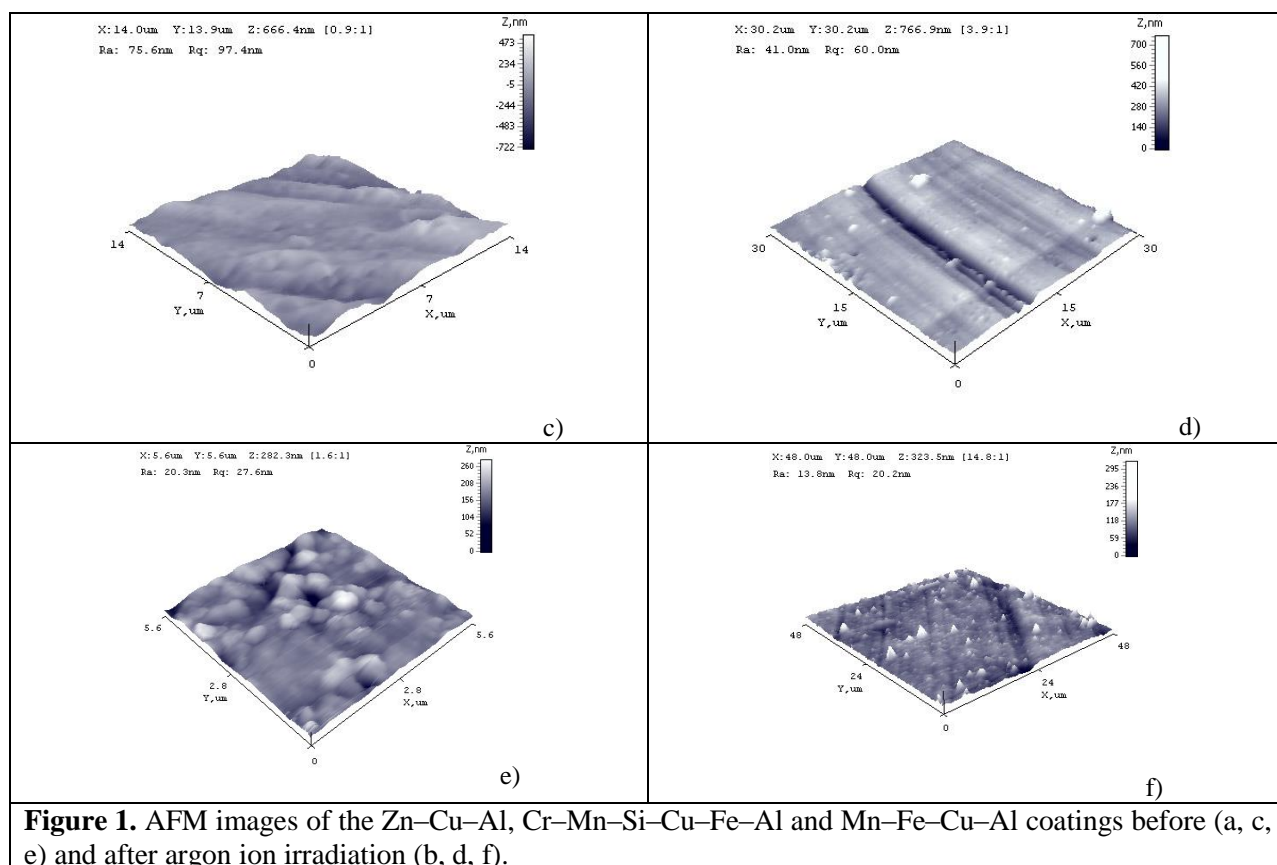 X:14.0um Y:13.9um Z:666.4nm [0.9:1]
Ra: 75.6nm Rq: 97.4nm
Z,nm
473
234
-5
-244
-483
-722
14
7
Y,um
0
14
7
X,um
c)
X:30.2um Y:30.2um Z:766.9nm [3.9:1]
Ra: 41.0nm Rq: 60.0nm
Z,nm
700
560
420
280
140
0
30
15
Y,um
0
30
15
X,um
d)
X:5.6um Y:5.6um Z:282.3nm [1.6:1]
Ra: 20.3nm Rq: 27.6nm
Z,nm
260
208
156
104
52
0
5.6
2.8
Y,um
0
5.6
2.8
X,um
e)
X:48.0um Y:48.0um Z:323.5nm [14.8:1]
Ra: 13.8nm Rq: 20.2nm
Z,nm
295
236
177
118
59
0
48
24
Y,um
0
48
24
X,um
f)
Figure 1. AFM images of the Zn–Cu–Al, Cr–Mn–Si–Cu–Fe–Al and Mn–Fe–Cu–Al coatings before (a, c,
e) and after argon ion irradiation (b, d, f).